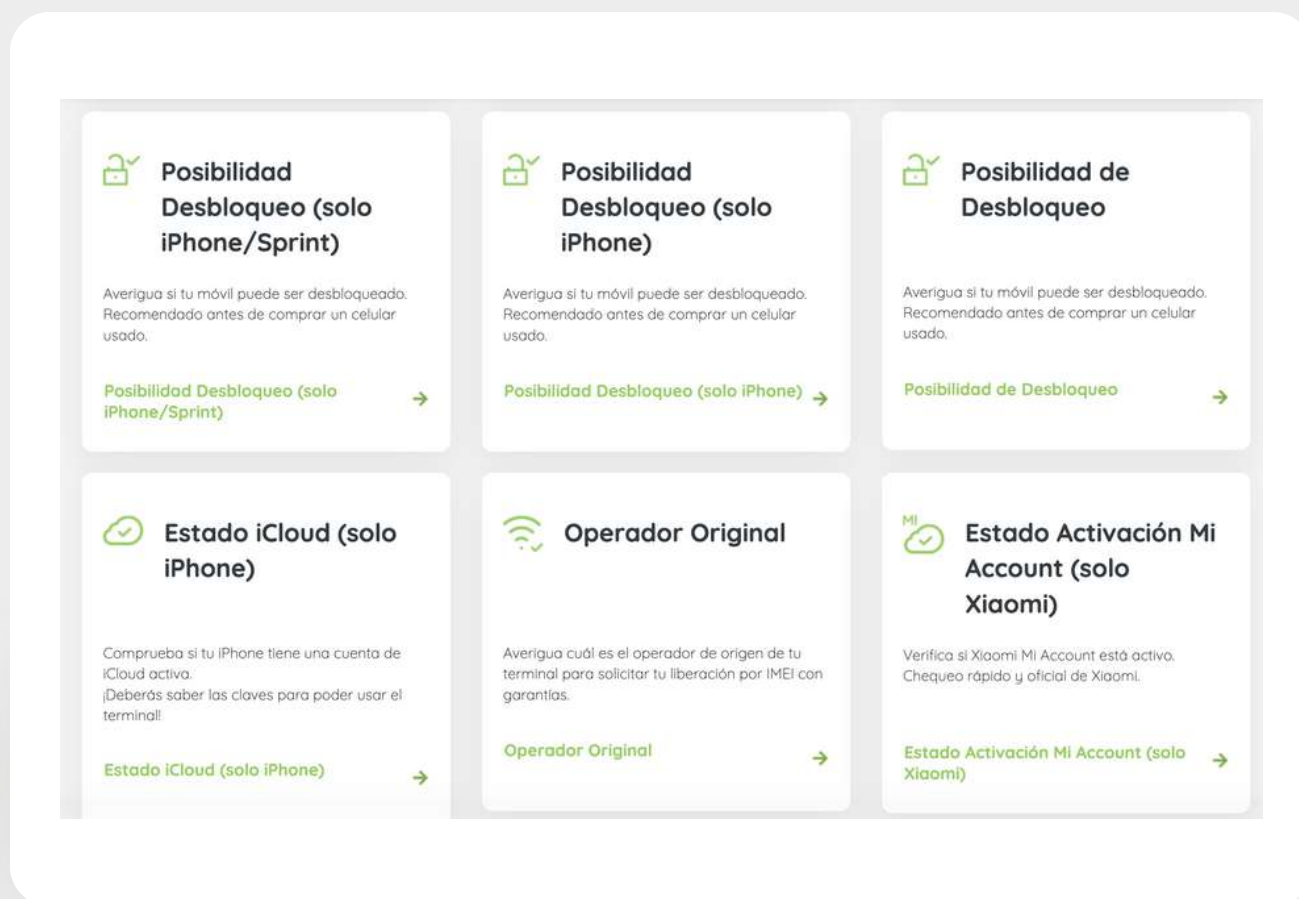 Posibilidad
Desbloqueo (solo
iPhone/Sprint)
Averigua si tu móvil puede ser desbloqueado.
Recomendado antes de comprar un celular
usado.
Posibilidad Desbloqueo (solo
iPhone/Sprint)
Posibilidad
Desbloqueo (solo
iPhone)
Averigua si tu móvil puede ser desbloqueado.
Recomendado antes de comprar un celular
usado.
Posibilidad Desbloqueo (solo iPhone)
Posibilidad de
Desbloqueo
Averigua si tu móvil puede ser desbloqueado.
Recomendado antes de comprar un celular
usado.
Posibilidad de Desbloqueo
Estado iCloud (solo
iPhone)
Comprueba si tu iPhone tiene una cuenta de
iCloud activa.
¡Deberás saber las claves para poder usar el
terminal!
Estado iCloud (solo iPhone)
Operador Original
Averigua cuál es el operador de origen de tu
terminal para solicitar tu liberación por IMEI con
garantías.
Operador Original
MI
Estado Activación Mi
Account (solo
Xiaomi)
Verifica si Xiaomi Mi Account está activo.
Chequeo rápido y oficial de Xiaomi.
Estado Activación Mi Account (solo
Xiaomi)